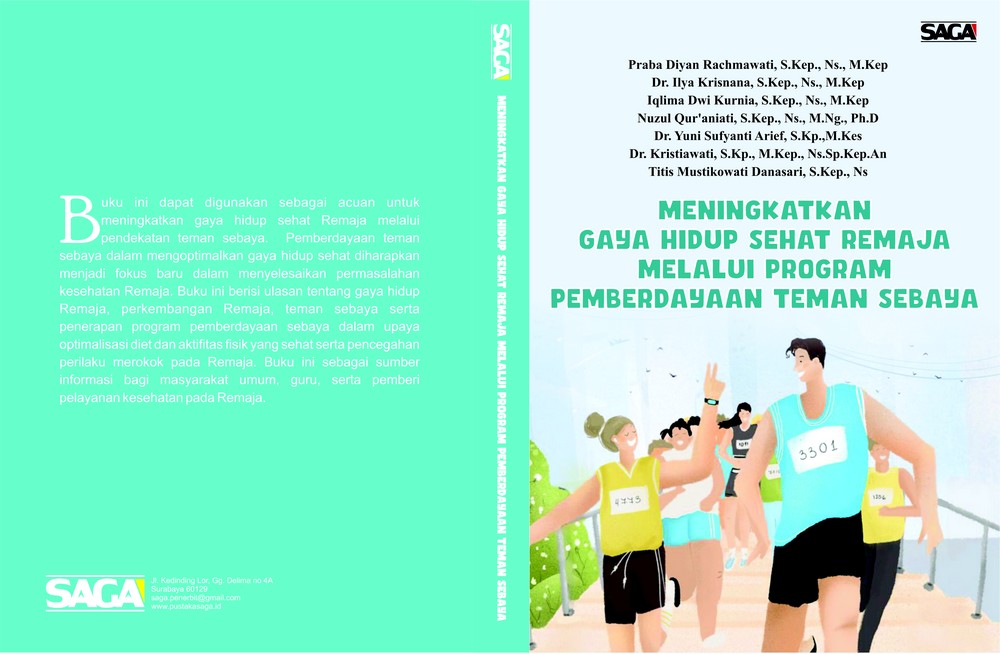 Buku ini dapat digunakan sebagai acuan untuk
meningkatkan gaya hidup sehat Remaja melalui
pendekatan teman sebaya. Pemberdayaan teman
sebaya dalam mengoptimalkan gaya hidup sehat diharapkan
menjadi fokus baru dalam menyelesaikan permasalahan
kesehatan Remaja. Buku ini berisi ulasan tentang gaya hidup
Remaja, perkembangan Remaja, teman sebaya serta
penerapan program pemberdayaan sebaya dalam upaya
optimalisasi diet dan aktifitas fisik yang sehat serta pencegahan
perilaku merokok pada Remaja. Buku ini sebagai sumber
informasi bagi masyarakat umum, guru, serta pemberi
pelayanan kesehatan pada Remaja.
SAGA
Jl. Kedinding Lor, Gg. Delima no 4A
Surabaya 60129
saga.penerbit@gmail.com
www.pustakasaga.id
SAGA
MENINGKATKAN GAYA HIDUP SEHAT REMAJA MELALUI PROGRAM PEMBERDAYAAN TEMAN SEBAYA
SAGA
Praba Diyan Rachmawati, S.Kep., Ns., M.Kep
Dr. Ilya Krisnana, S.Kep., Ns., M.Kep
Iqlima Dwi Kurnia, S.Kep., Ns., M.Kep
Nuzul Qur'aniati, S.Kep., Ns., M.Ng., Ph.D
Dr. Yuni Sufyanti Arief, S.Kp.,M.Kes
Dr. Kristiawati, S.Kp., M.Kep., Ns.Sp.Kep.An
Titis Mustikowati Danasari, S.Kep., Ns
MENINGKATKAN
GAYA HIDUP SEHAT REMAJA
MELALUI PROGRAM
PEMBERDAYAAN TEMAN SEBAYA
3301